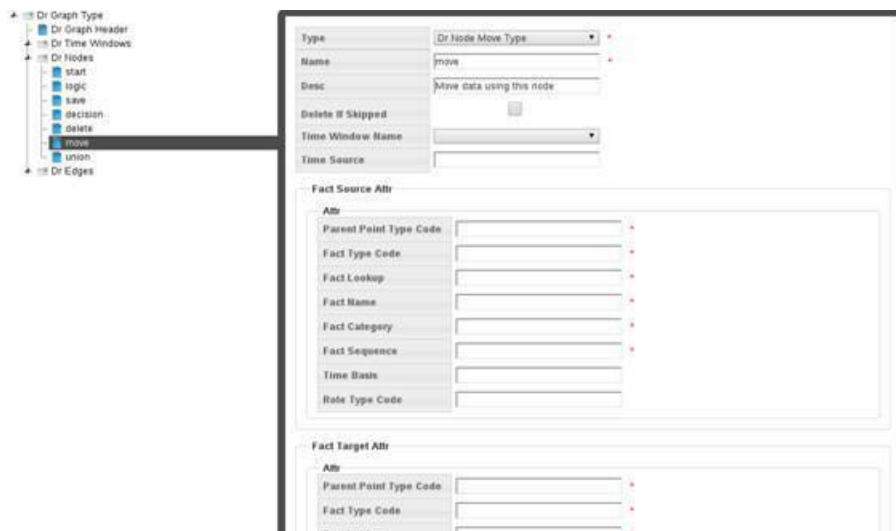 Dr Graph Type
Dr Graph Header
Dr Time Windows
Dr Nodes
start
logic
save
decision
delete
move
union
Dr Edges
Type Dr Node Move Type *
Name move *
Desc Move data using this node
Delete If Skipped
Time Window Name
Time Source
Fact Source Attr
Attr
Parent Point Type Code *
Fact Type Code *
Fact Lookup *
Fact Name *
Fact Category *
Fact Sequence *
Time Basis
Role Type Code
Fact Target Attr
Attr
Parent Point Type Code *
Fact Type Code *